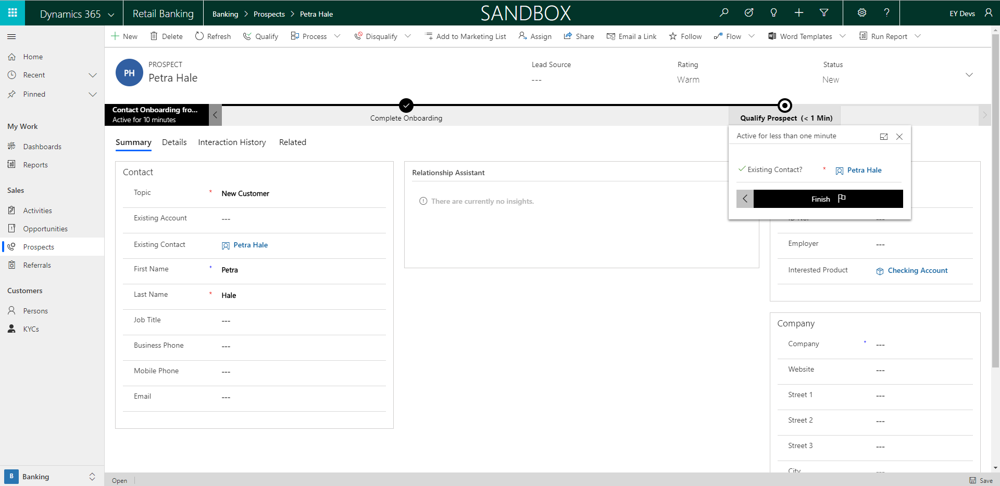 Dynamics 365
Retail Banking
Banking > Prospects > Petra Hale
SANDBOX
EY Devs
New
Delete
Refresh
Qualify
Process
Disqualify
Add to Marketing List
Assign
Share
Email a Link
Follow
Flow
Word Templates
Run Report
Home
Recent
Pinned
My Work
Dashboards
Reports
Sales
Activities
Opportunities
Prospects
Referrals
Customers
Persons
KYCs
B
Banking
PH
PROSPECT
Petra Hale
Lead Source
---
Rating
Warm
Status
New
Contact Onboarding fro...
Active for 10 minutes
Complete Onboarding
Qualify Prospect (< 1 Min)
Active for less than one minute
Existing Contact? * Petra Hale
Finish
Summary
Details
Interaction History
Related
Contact
Topic * New Customer
Existing Account ---
Existing Contact Petra Hale
First Name + Petra
Last Name * Hale
Job Title ---
Business Phone ---
Mobile Phone ---
Email ---
Relationship Assistant
There are currently no insights.
---
Employer ---
Interested Product Checking Account
Company
Company + ---
Website ---
Street 1 ---
Street 2 ---
Street 3 ---
City ---
Open
Save